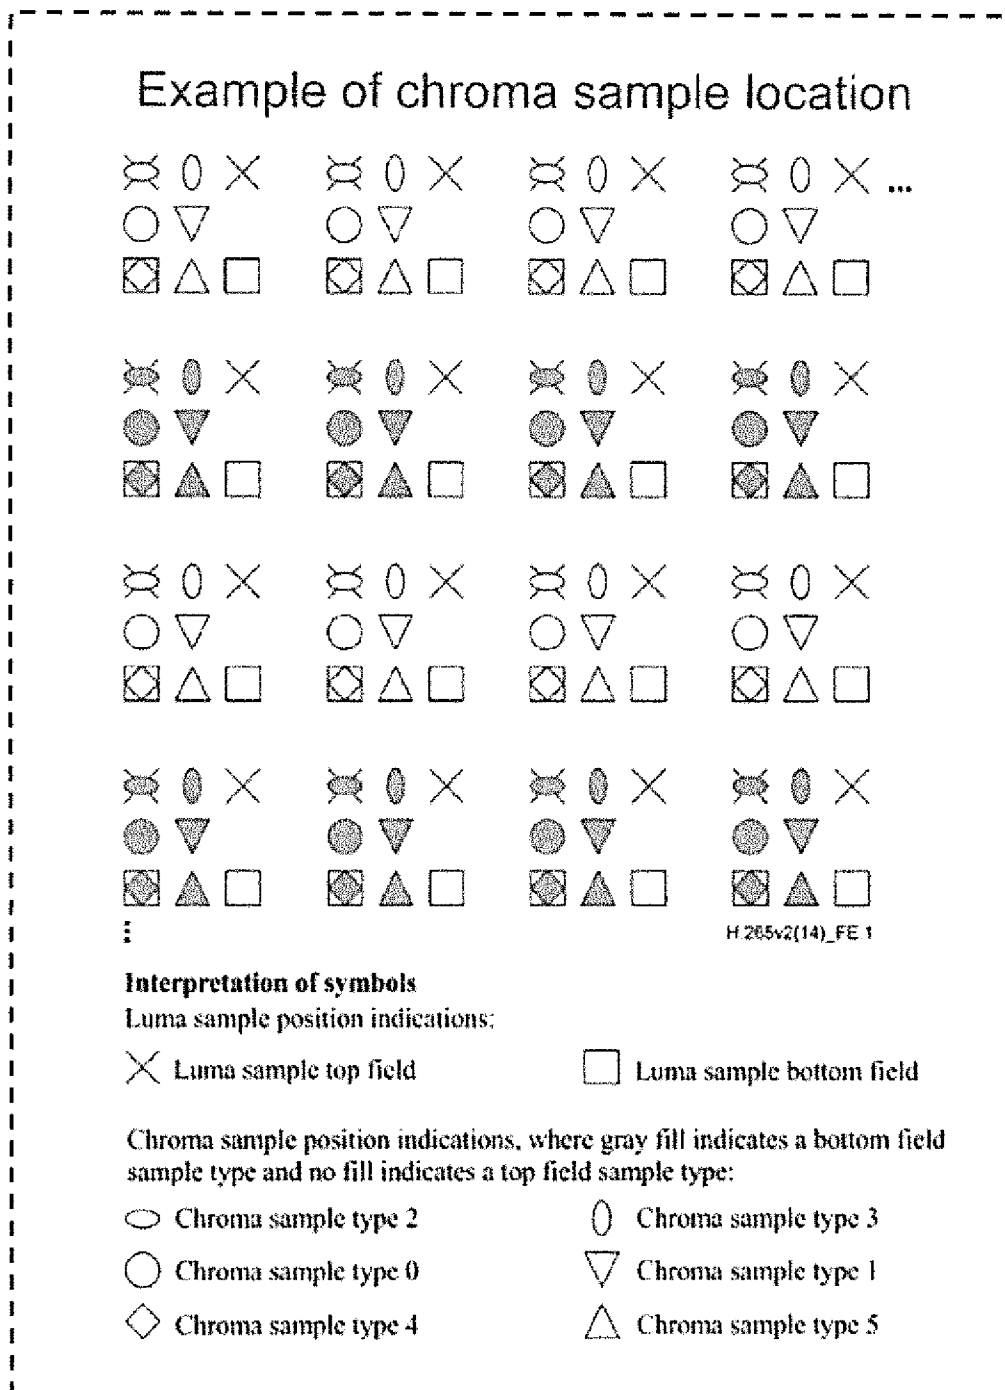 Example of chroma sample location
...
H.265v2(14)_FE.1
Interpretation of symbols
Luma sample position indications:
Luma sample top field
Luma sample bottom field
Chroma sample position indications, where gray fill indicates a bottom field
sample type and no fill indicates a top field sample type:
Chroma sample type 2
Chroma sample type 3
Chroma sample type 0
Chroma sample type 1
Chroma sample type 4
Chroma sample type 5